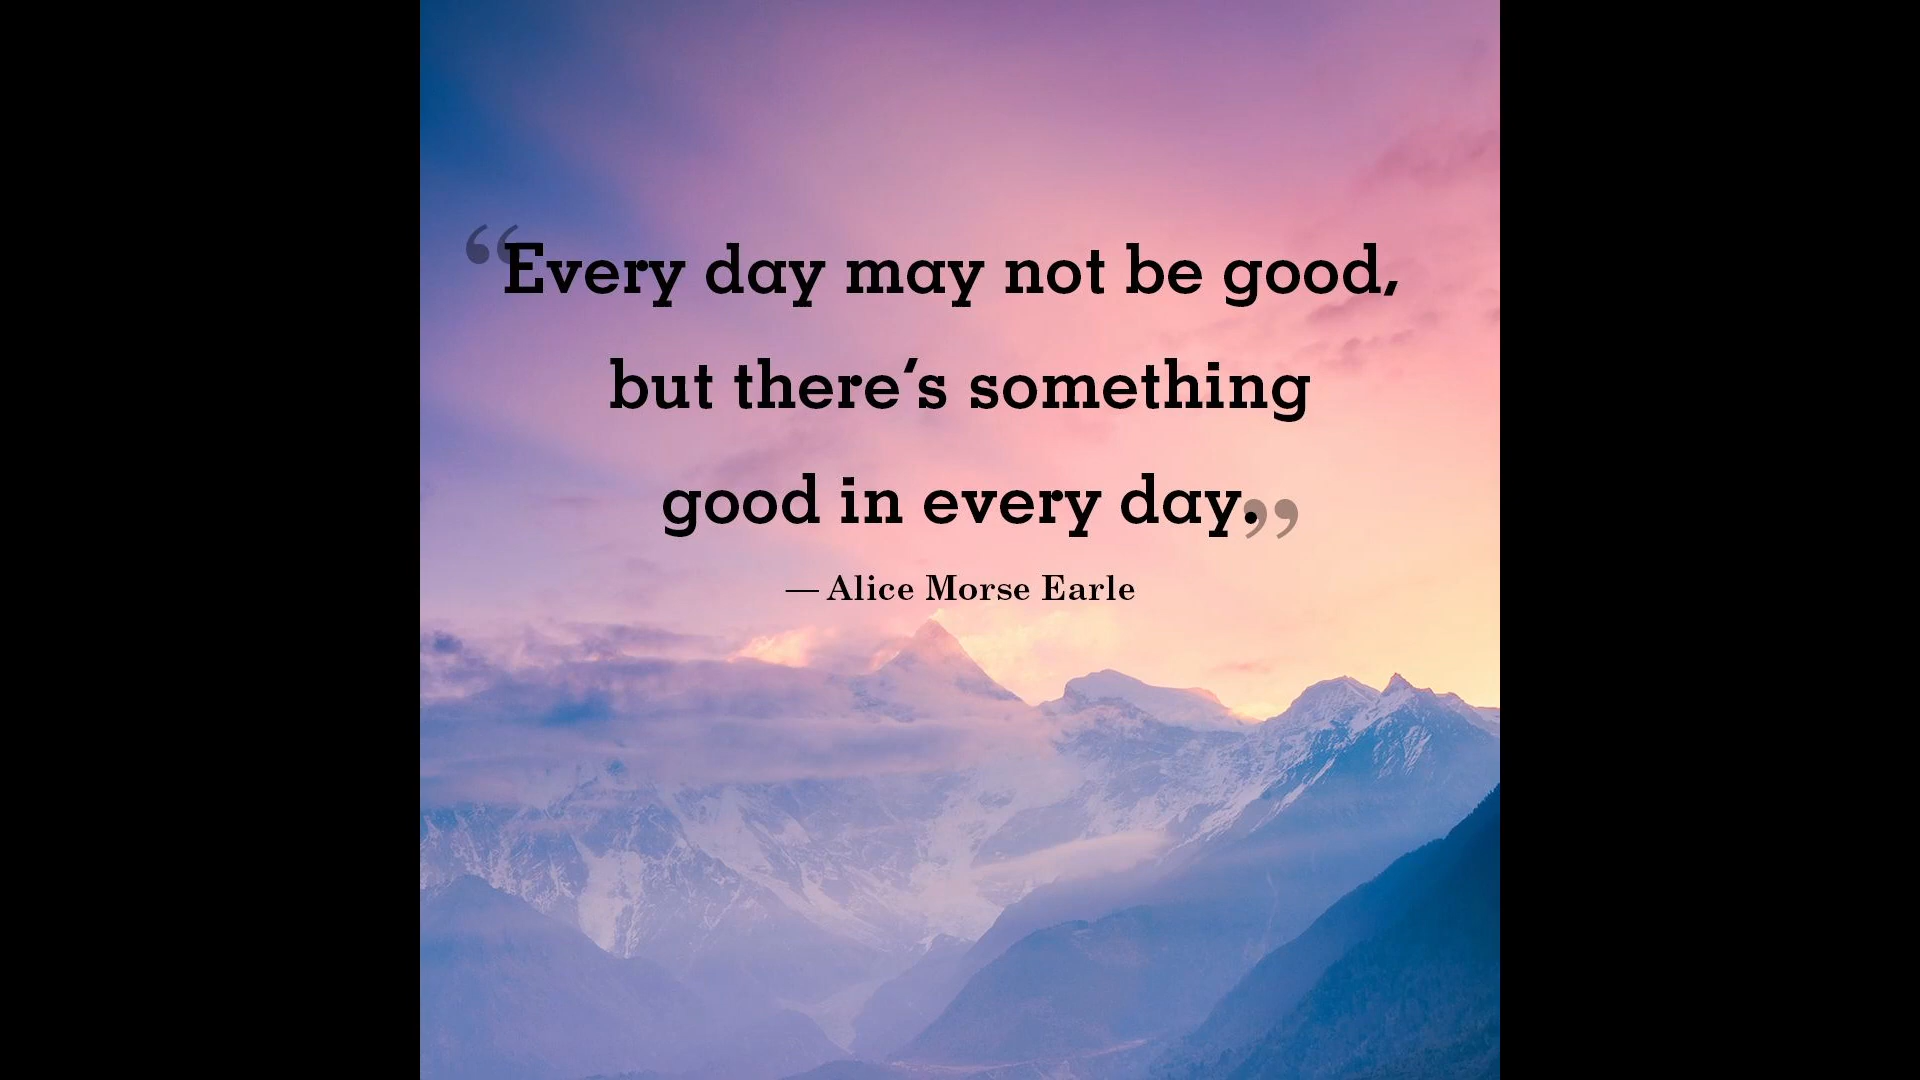 “Every day may not be good,
but there’s something
good in every day.”
— Alice Morse Earle